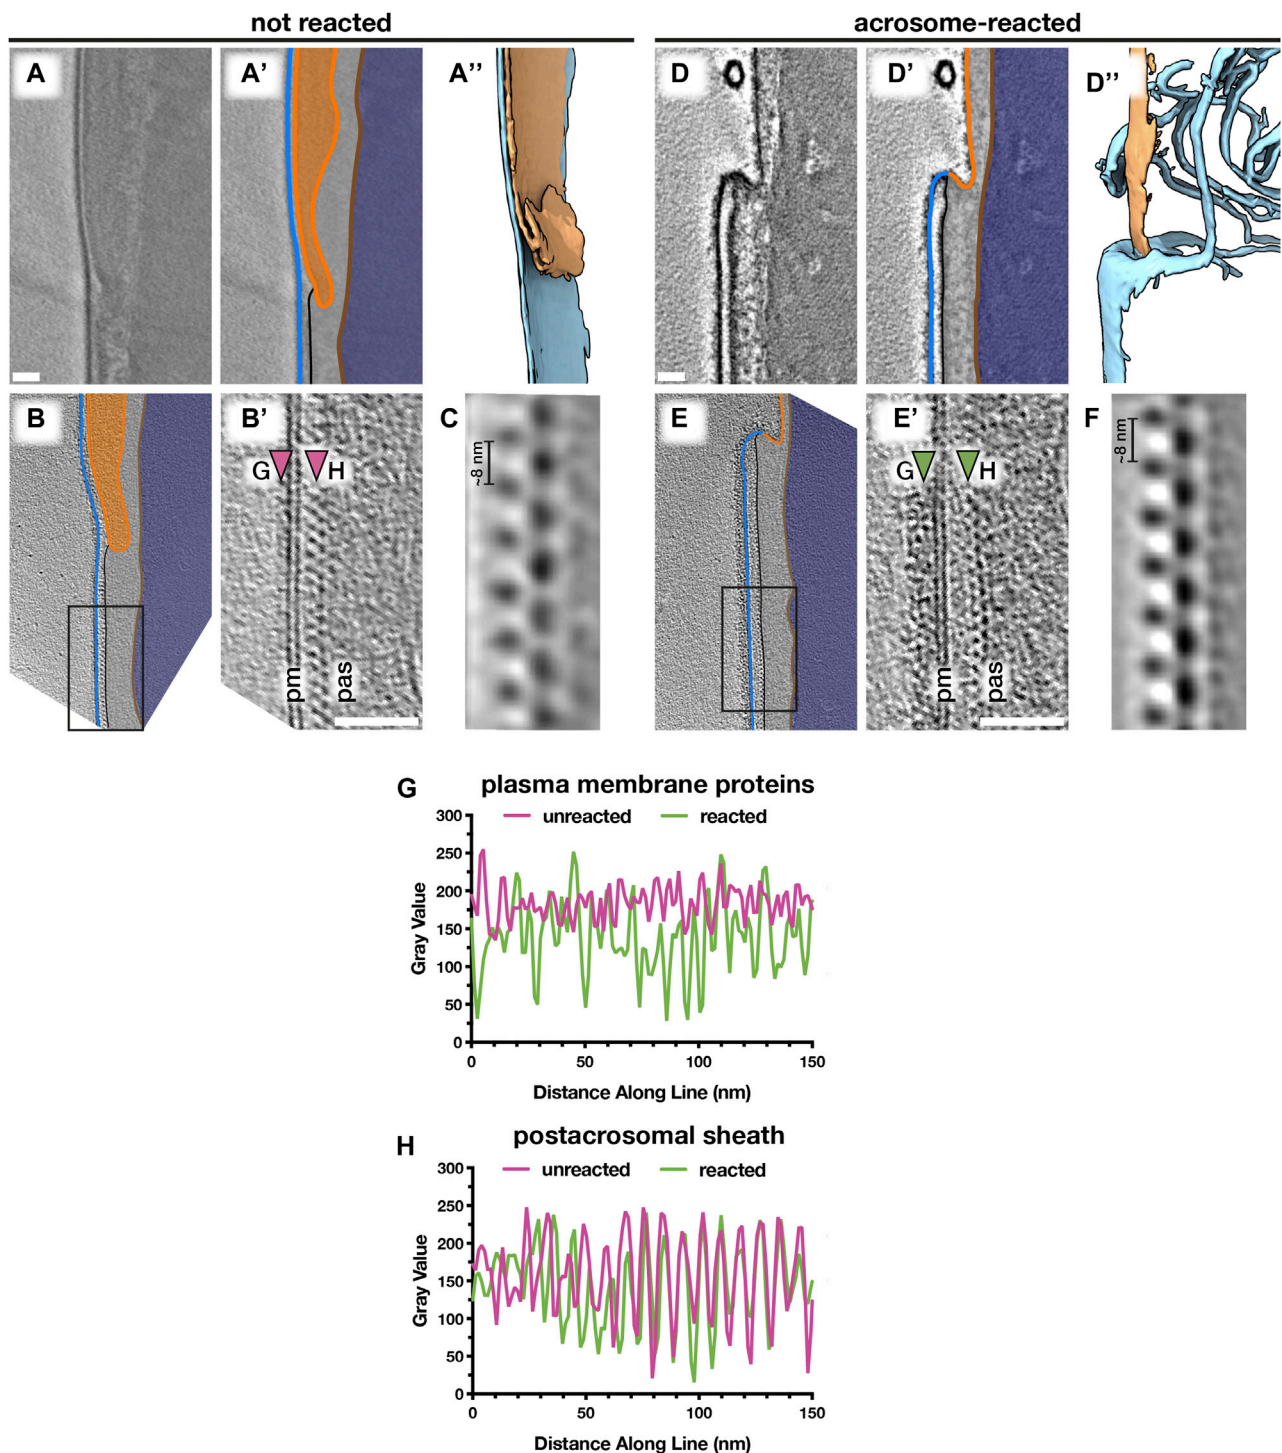 not reacted
acrosome-reacted
A
A’
A’’
D
D’
D’’
B
B’
G
H
pm
pas
C
~8 nm
E
E’
G
H
pm
pas
F
~8 nm
G
plasma membrane proteins
unreacted
reacted
300
250
200
150
100
50
0
Gray Value
0
50
100
150
Distance Along Line (nm)
H
postacrosomal sheath
unreacted
reacted
300
250
200
150
100
50
0
Gray Value
0
50
100
150
Distance Along Line (nm)